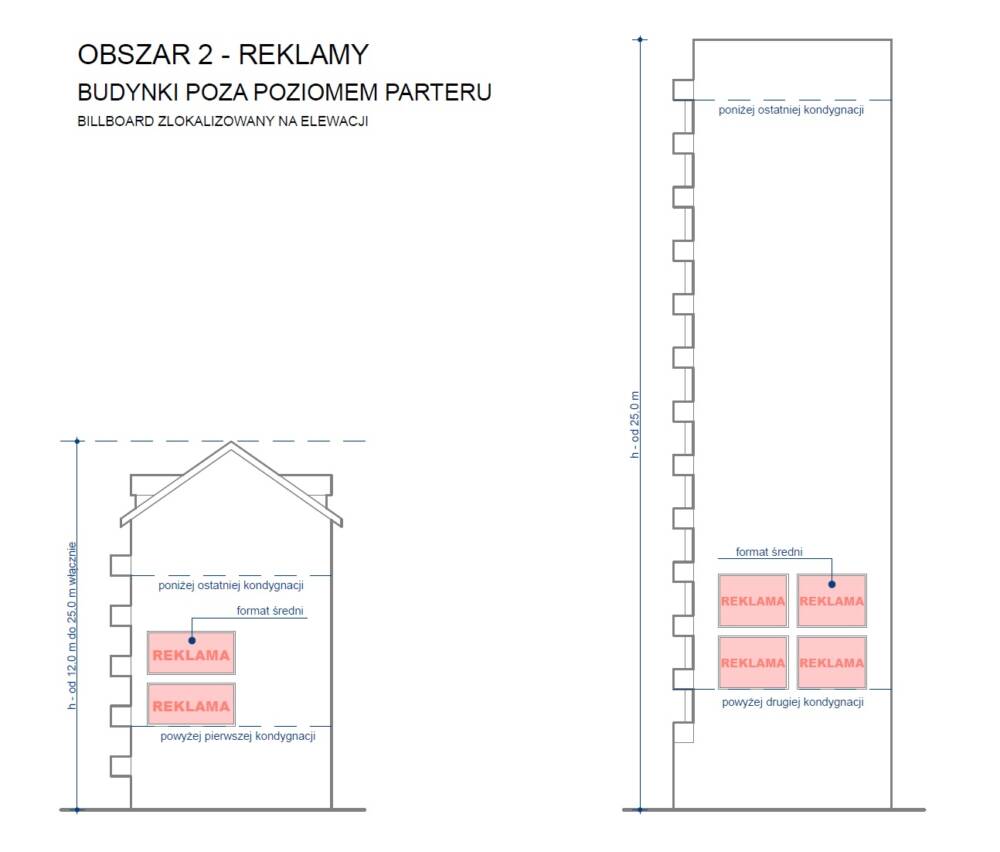 OBSZAR 2 - REKLAMY
BUDYNKI POZA POZIOMEM PARTERU
BILLBOARD ZLOKALIZOWANY NA ELEWACJI
h - od 12,0 m do 25,0 m włącznie
poniżej ostatniej kondygnacji
format średni
REKLAMA
REKLAMA
powyżej pierwszej kondygnacji
h - od 25,0 m
poniżej ostatniej kondygnacji
format średni
REKLAMA REKLAMA
REKLAMA REKLAMA
powyżej drugiej kondygnacji